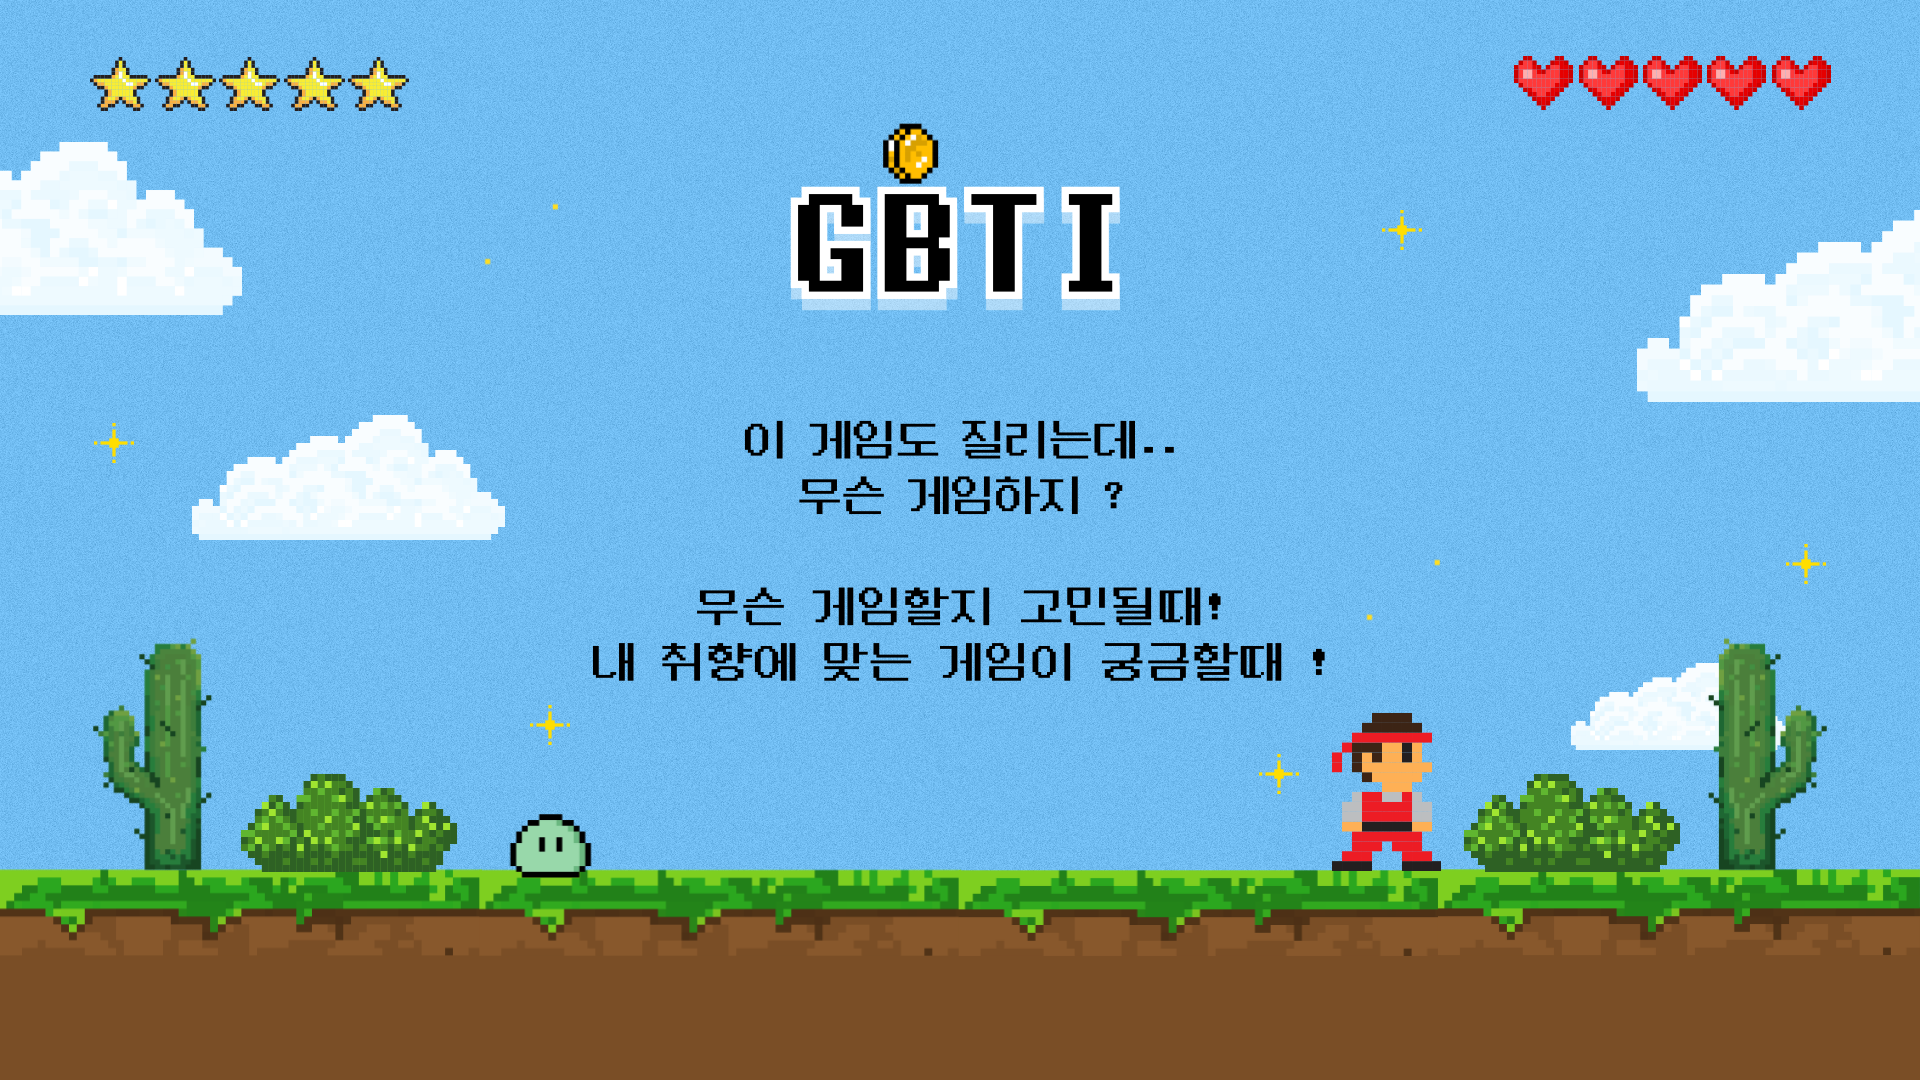 GBTI
이 게임도 질리는데..
무슨 게임하지 ?
무슨 게임할지 고민될때!
내 취향에 맞는 게임이 궁금할때 !